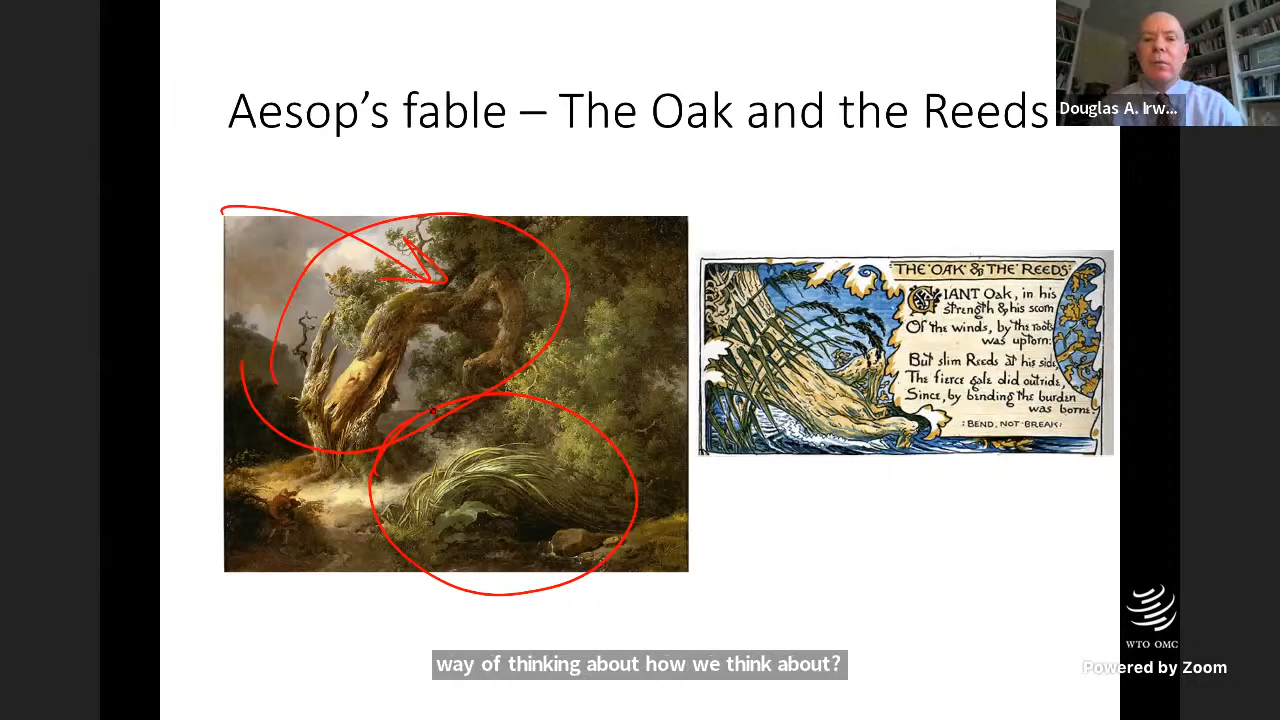 Aesop's fable – The Oak and the Reeds
Douglas A. Irw...
THE OAK & THE REEDS
GIANT Oak, in his
strength & his scorn
Of the winds, by the roots
was uptorn:
But slim Reeds at his side,
The fierce gale did outride,
Since, by bending the burden
was borne
:BEND, NOT BREAK:
way of thinking about how we think about?
WTO OMC
Powered by Zoom